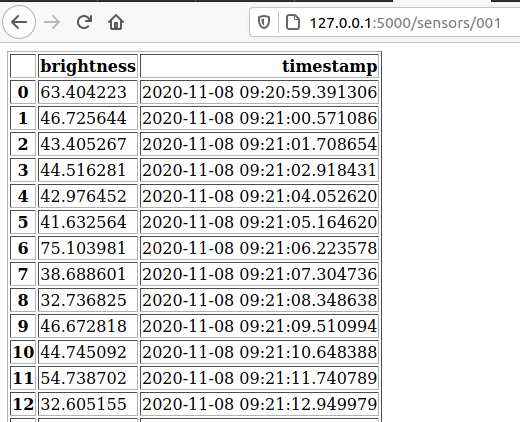 127.0.0.1:5000/sensors/001
brightness timestamp
0 63.404223 2020-11-08 09:20:59.391306
1 46.725644 2020-11-08 09:21:00.571086
2 43.405267 2020-11-08 09:21:01.708654
3 44.516281 2020-11-08 09:21:02.918431
4 42.976452 2020-11-08 09:21:04.052620
5 41.632564 2020-11-08 09:21:05.164620
6 75.103981 2020-11-08 09:21:06.223578
7 38.688601 2020-11-08 09:21:07.304736
8 32.736825 2020-11-08 09:21:08.348638
9 46.672818 2020-11-08 09:21:09.510994
10 44.745092 2020-11-08 09:21:10.648388
11 54.738702 2020-11-08 09:21:11.740789
12 32.605155 2020-11-08 09:21:12.949979